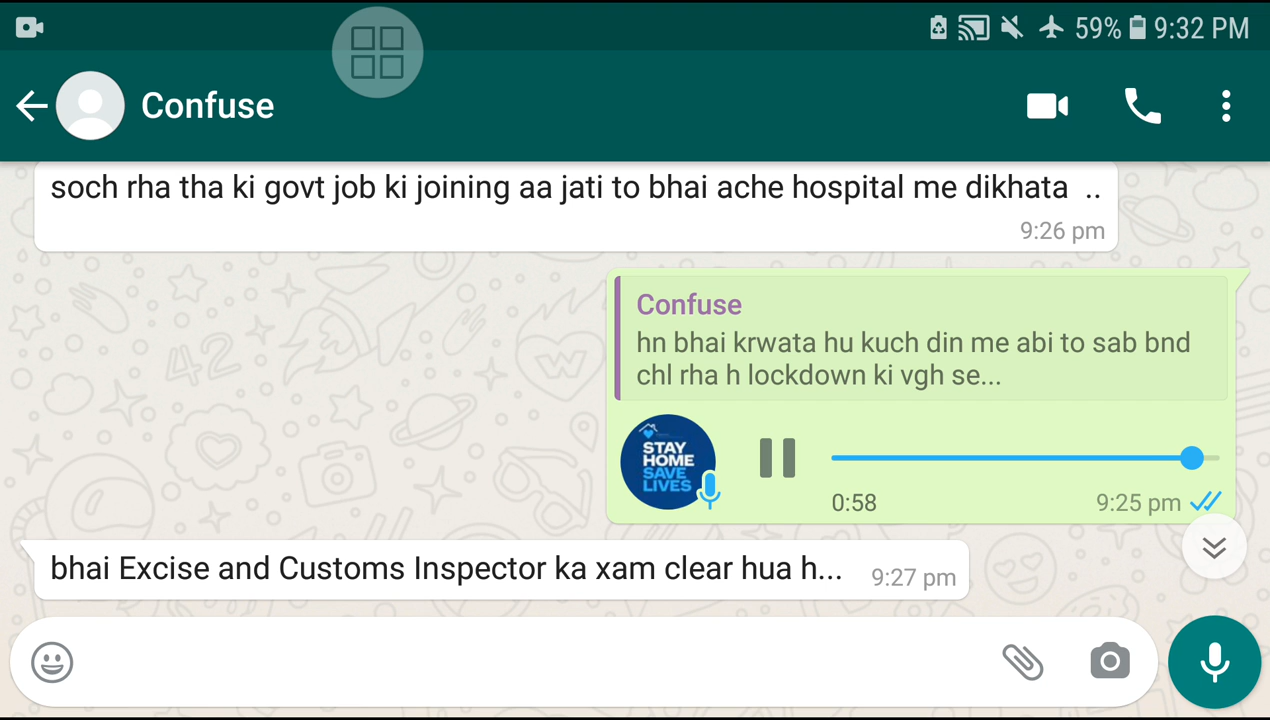 59% 9:32 PM
Confuse
soch rha tha ki govt job ki joining aa jati to bhai ache hospital me dikhata ..
9:26 pm
Confuse
hn bhai krwata hu kuch din me abi to sab bnd
chl rha h lockdown ki vgh se...
STAY
HOME
SAVE
LIVES
0:58 9:25 pm
bhai Excise and Customs Inspector ka xam clear hua h... 9:27 pm